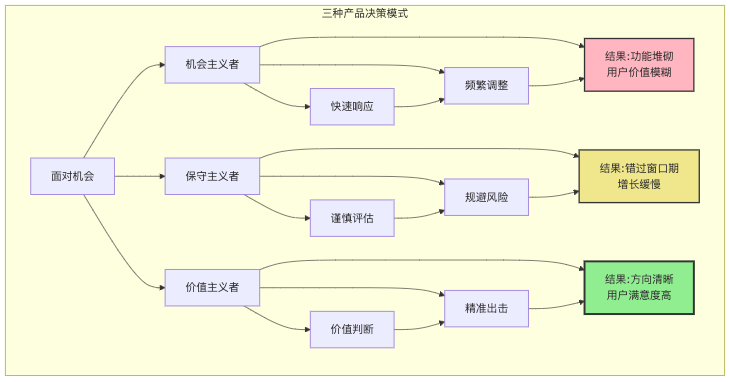 三种产品决策模式
机会主义者
结果:功能堆砌
用户价值模糊
频繁调整
快速响应
面对机会
保守主义者
结果:错过窗口期
增长缓慢
规避风险
谨慎评估
价值主义者
结果:方向清晰
用户满意度高
精准出击
价值判断